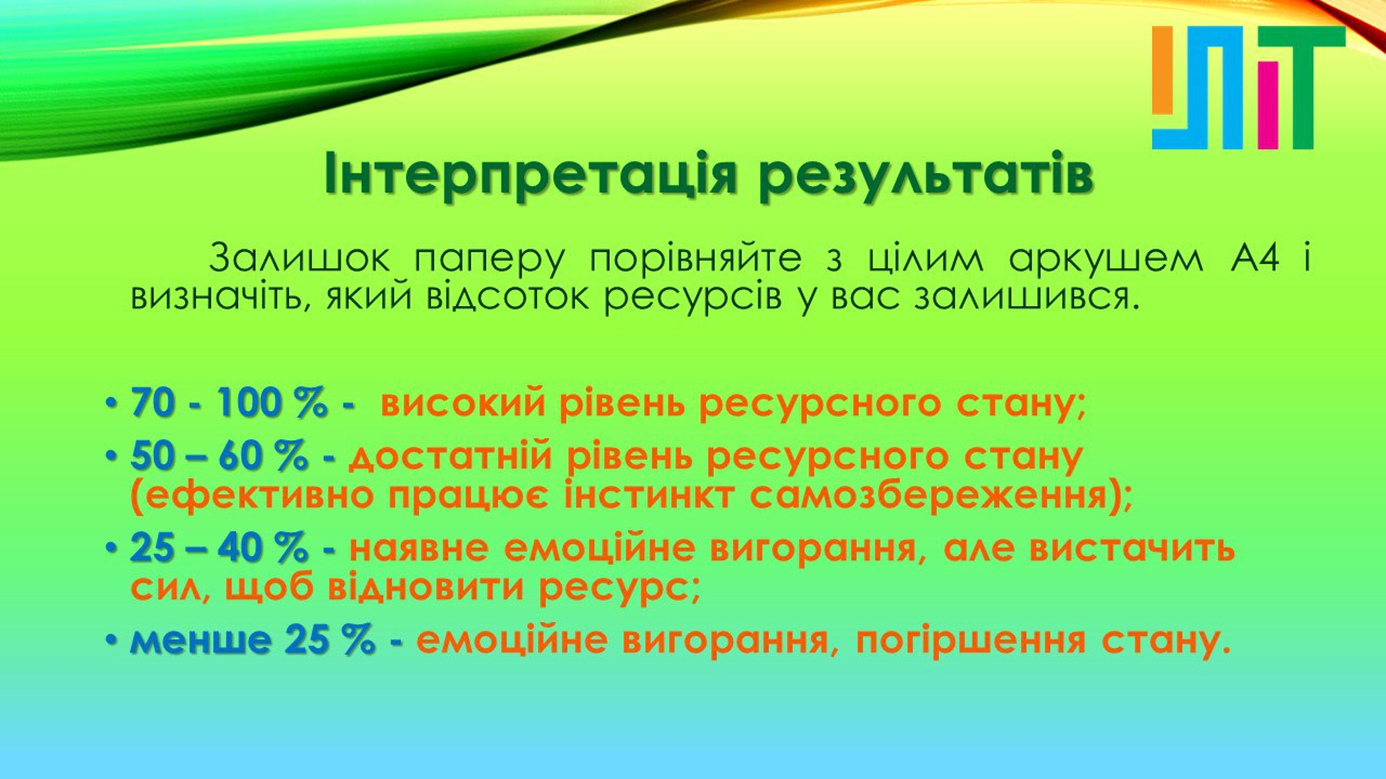 ІППО
Інтерпретація результатів
Залишок паперу порівняйте з цілим аркушем А4 і
визначіть, який відсоток ресурсів у вас залишився.
• 70 - 100 % - високий рівень ресурсного стану;
• 50 – 60 % - достатній рівень ресурсного стану
(ефективно працює інстинкт самозбереження);
• 25 – 40 % - наявне емоційне вигорання, але вистачить
сил, щоб відновити ресурс;
• менше 25 % - емоційне вигорання, погіршення стану.